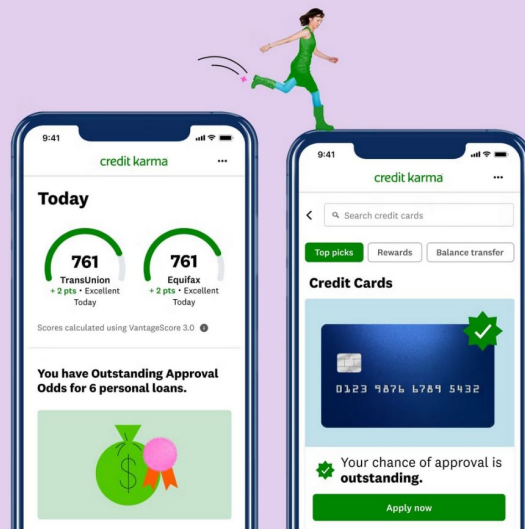 9:41
credit karma
Today
761
TransUnion
+ 2 pts • Excellent
Today
761
Equifax
+ 2 pts • Excellent
Today
Scores calculated using VantageScore 3.0
You have Outstanding Approval
Odds for 6 personal loans.
$
9:41
credit karma
Search credit cards
Top picks
Rewards
Balance transfer
Credit Cards
0123 9876 6789 5432
Your chance of approval is
outstanding.
Apply now